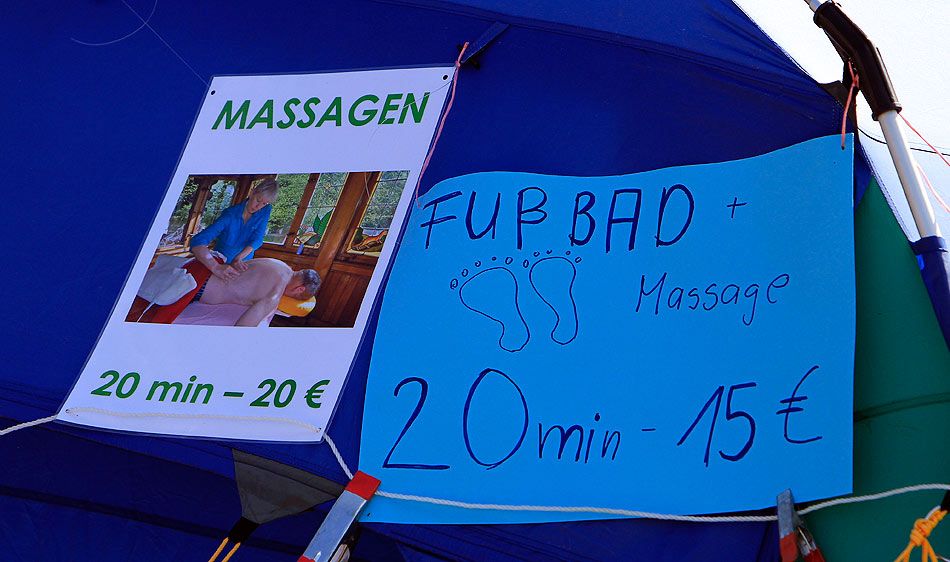 MASSAGEN
20 min – 20 €
FUßBAD +
Massage
20 min - 15 €